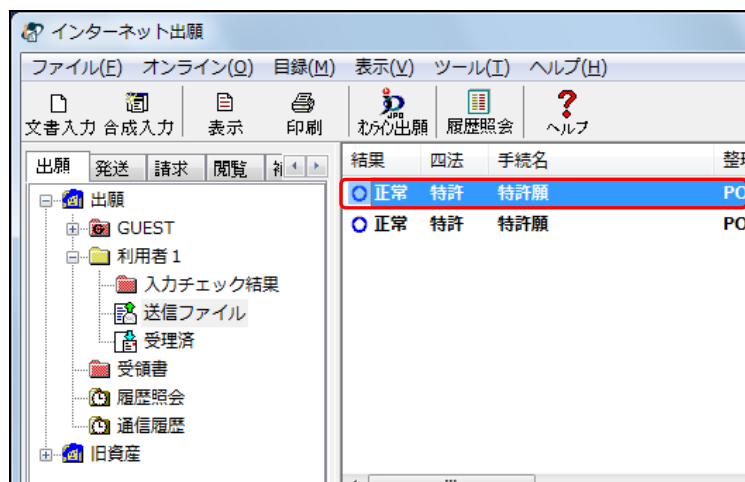 インターネット出願
ファイル(F) オンライン(O) 目録(M) 表示(V) ツール(T) ヘルプ(H)
文書入力 合成入力 表示 印刷 オンライン出願 履歴照会 ヘルプ
出願 発送 請求 閲覧
結果 四法 手続名
正常 特許 特許願 PO
正常 特許 特許願 PO
出願
GUEST
利用者1
入力チェック結果
送信ファイル
受理済
受領書
履歴照会
通信履歴
旧資産